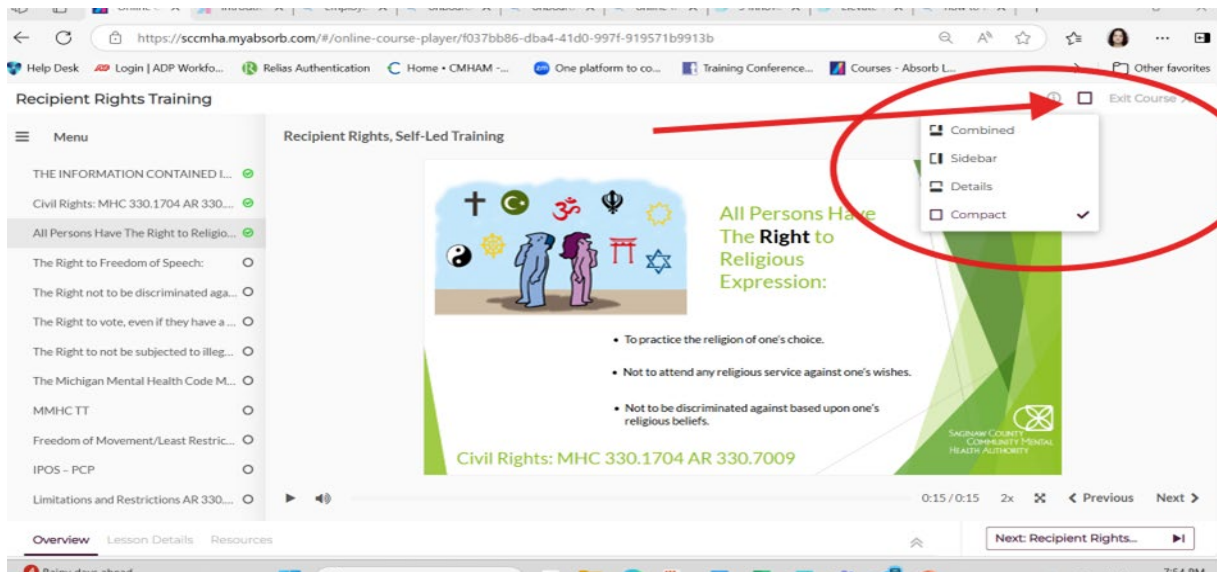 https://sccmha.myabsorb.com/#/online-course-player/f037bb86-dba4-41d0-997f-919571b9913b
Help Desk
Login | ADP Workfo...
Relias Authentication
Home • CMHAM -...
One platform to co...
Training Conference...
Courses - Absorb L...
Other favorites
Recipient Rights Training
Exit Course
Menu
Recipient Rights, Self-Led Training
Combined
Sidebar
Details
Compact
THE INFORMATION CONTAINED I...
Civil Rights: MHC 330.1704 AR 330....
All Persons Have The Right to Religio...
The Right to Freedom of Speech:
The Right not to be discriminated aga...
The Right to vote, even if they have a ...
The Right to not be subjected to illeg...
The Michigan Mental Health Code M...
MMHC TT
Freedom of Movement/Least Restric...
IPOS – PCP
Limitations and Restrictions AR 330....
All Persons Have
The Right to
Religious
Expression:
• To practice the religion of one's choice.
• Not to attend any religious service against one's wishes.
• Not to be discriminated against based upon one's
religious beliefs.
Civil Rights: MHC 330.1704 AR 330.7009
SAGINAW COUNTY
COMMUNITY MENTAL
HEALTH AUTHORITY
0:15 / 0:15 2x
Previous
Next
Overview
Lesson Details
Resources
Next: Recipient Rights...